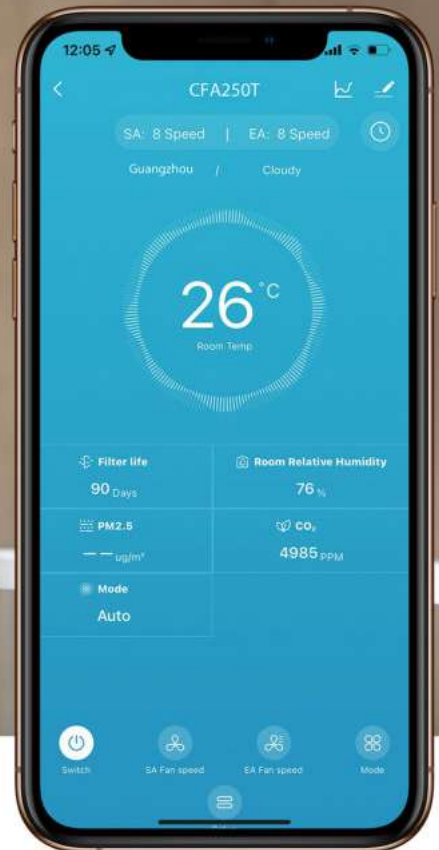 12:05
CFA250T
SA: 8 Speed | EA: 8 Speed
Guangzhou / Cloudy
26 °C
Room Temp
Filter life
90 Days
Room Relative Humidity
76 %
PM2.5
-- ug/m³
CO₂
4985 PPM
Mode
Auto
Switch
SA Fan speed
EA Fan speed
Mode